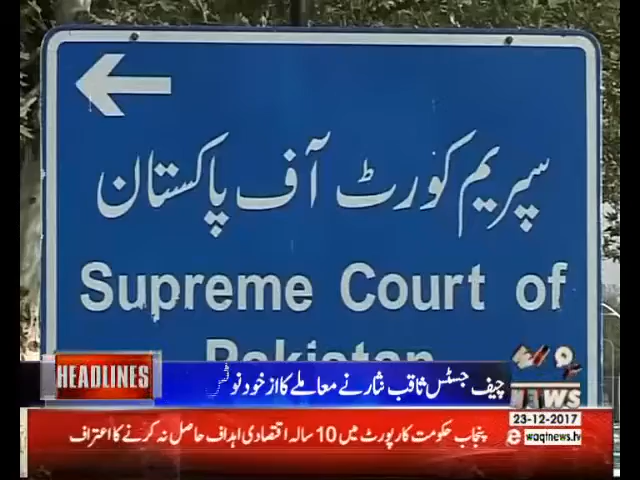 سپریم کورٹ آف پاکستان
Supreme Court of
Pakistan
HEADLINES
چیف جسٹس ثاقب نثار نے معاملے کا از خود نوٹس
NEWS
23-12-2017
پنجاب حکومت کا رپورٹ میں 10 سالہ اقتصادی اہداف حاصل نہ کرنے کا اعتراف
waqtnews.tv